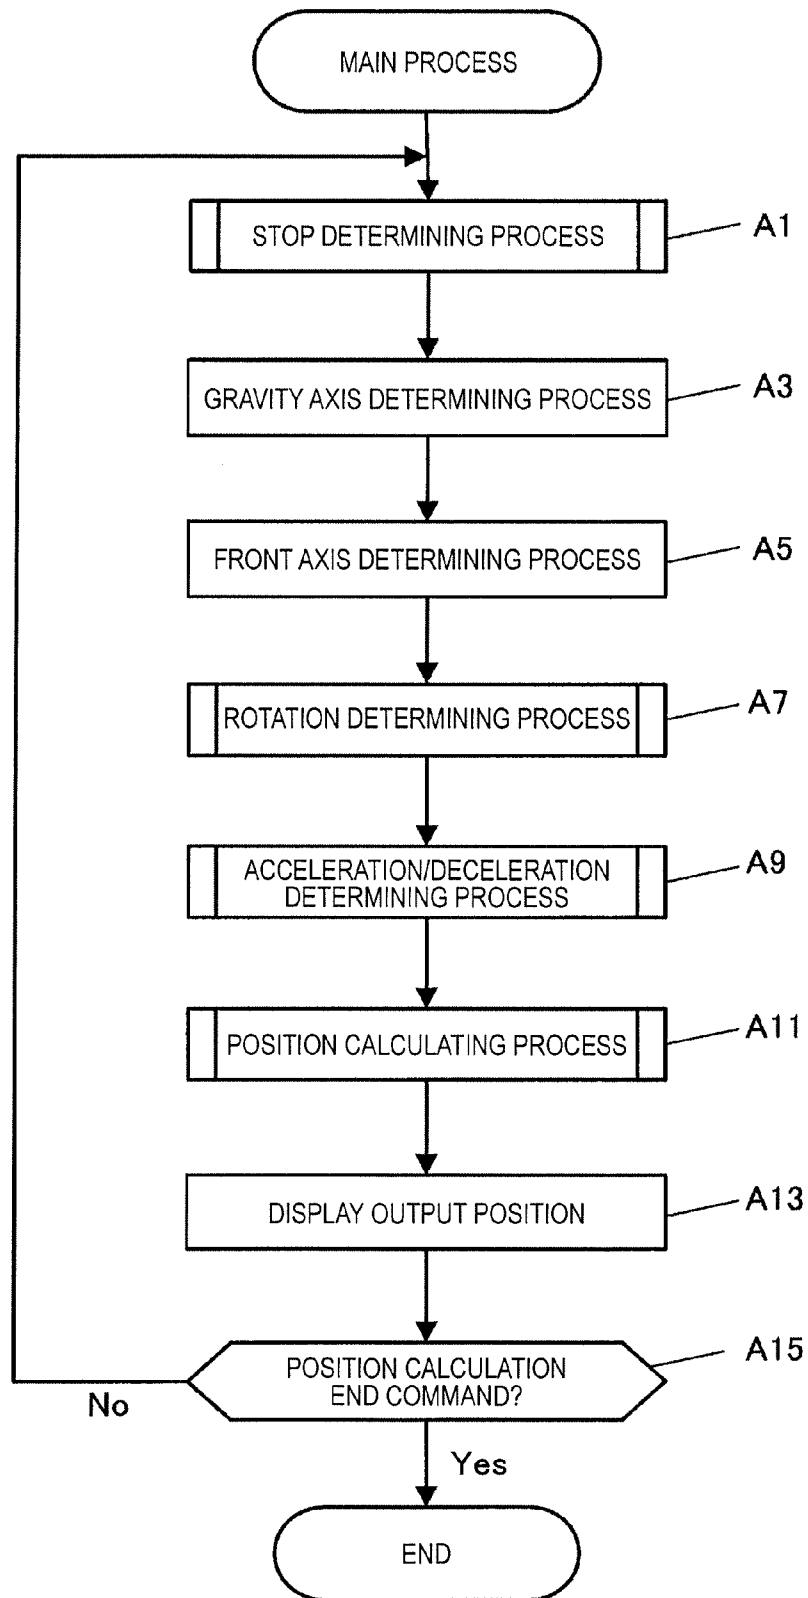 MAIN PROCESS
STOP DETERMINING PROCESS
A1
GRAVITY AXIS DETERMINING PROCESS
A3
FRONT AXIS DETERMINING PROCESS
A5
ROTATION DETERMINING PROCESS
A7
ACCELERATION/DECELERATION
DETERMINING PROCESS
A9
POSITION CALCULATING PROCESS
A11
DISPLAY OUTPUT POSITION
A13
POSITION CALCULATION
END COMMAND?
A15
No
Yes
END